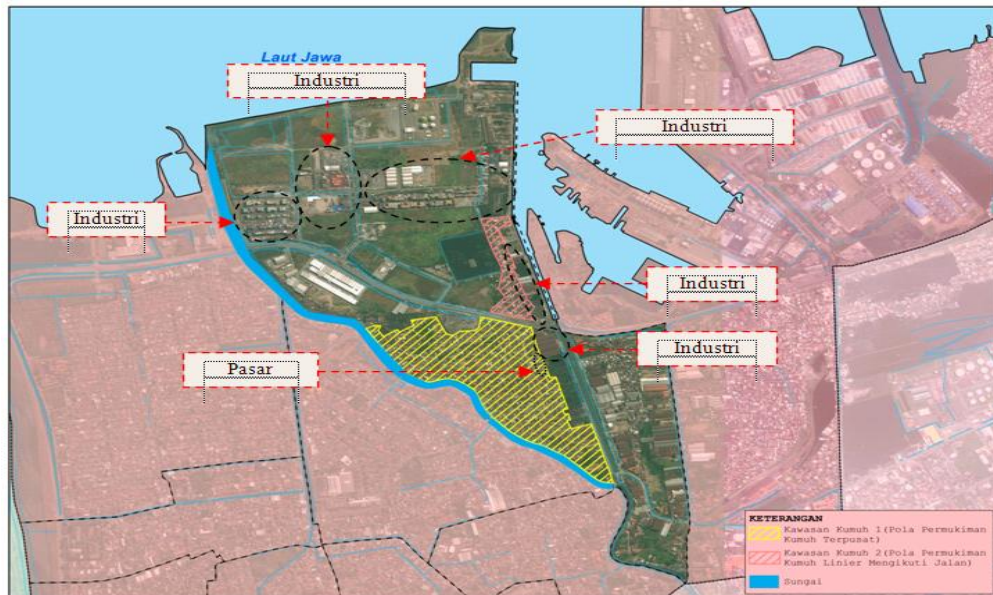 Laut Jawa
Industri
Industri
Industri
Industri
Industri
Pasar
KETERANGAN
Kawasan Kumuh 1(Pola Permukiman
Kumuh Terpusat)
Kawasan Kumuh 2(Pola Permukiman
Kumuh Linier Mengikuti Jalan)
Sungai